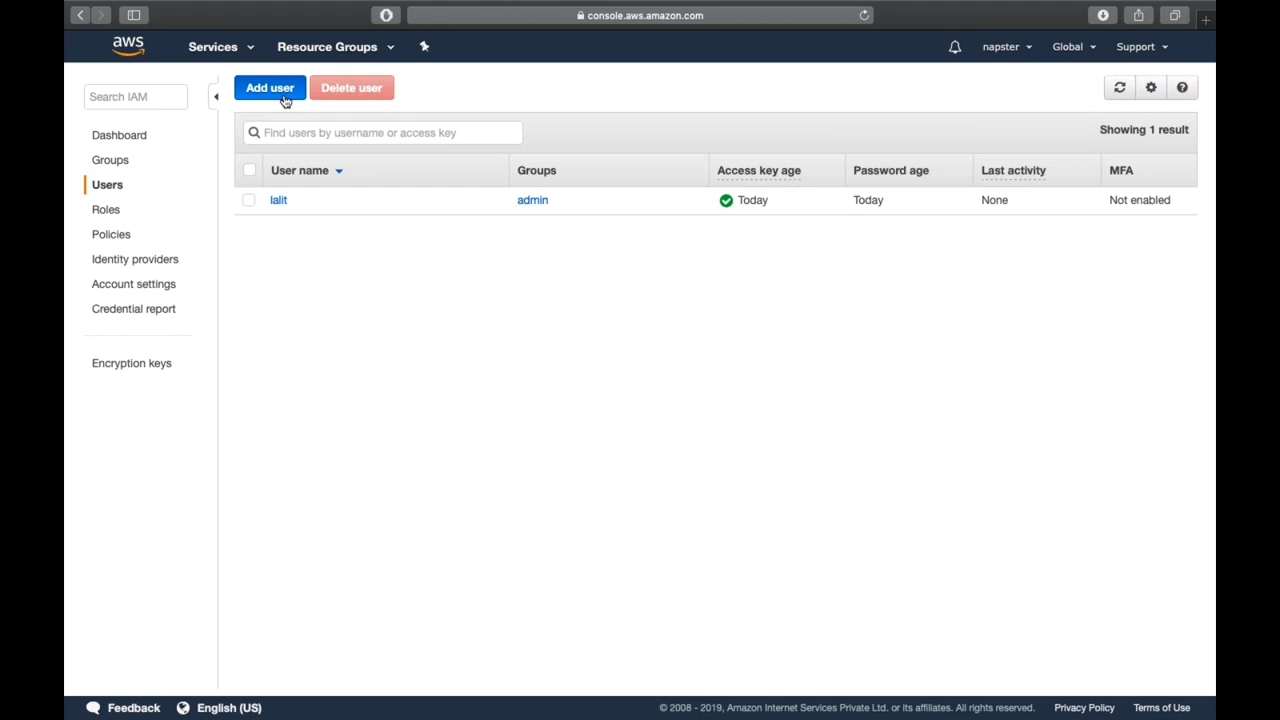 console.aws.amazon.com
aws Services Resource Groups napster Global Support
Search IAM
Dashboard
Groups
Users
Roles
Policies
Identity providers
Account settings
Credential report
Encryption keys
Add user Delete user
Find users by username or access key Showing 1 result
User name Groups Access key age Password age Last activity MFA
lalit admin Today Today None Not enabled
Feedback English (US) © 2008 - 2019, Amazon Internet Services Private Ltd. or its affiliates. All rights reserved. Privacy Policy Terms of Use